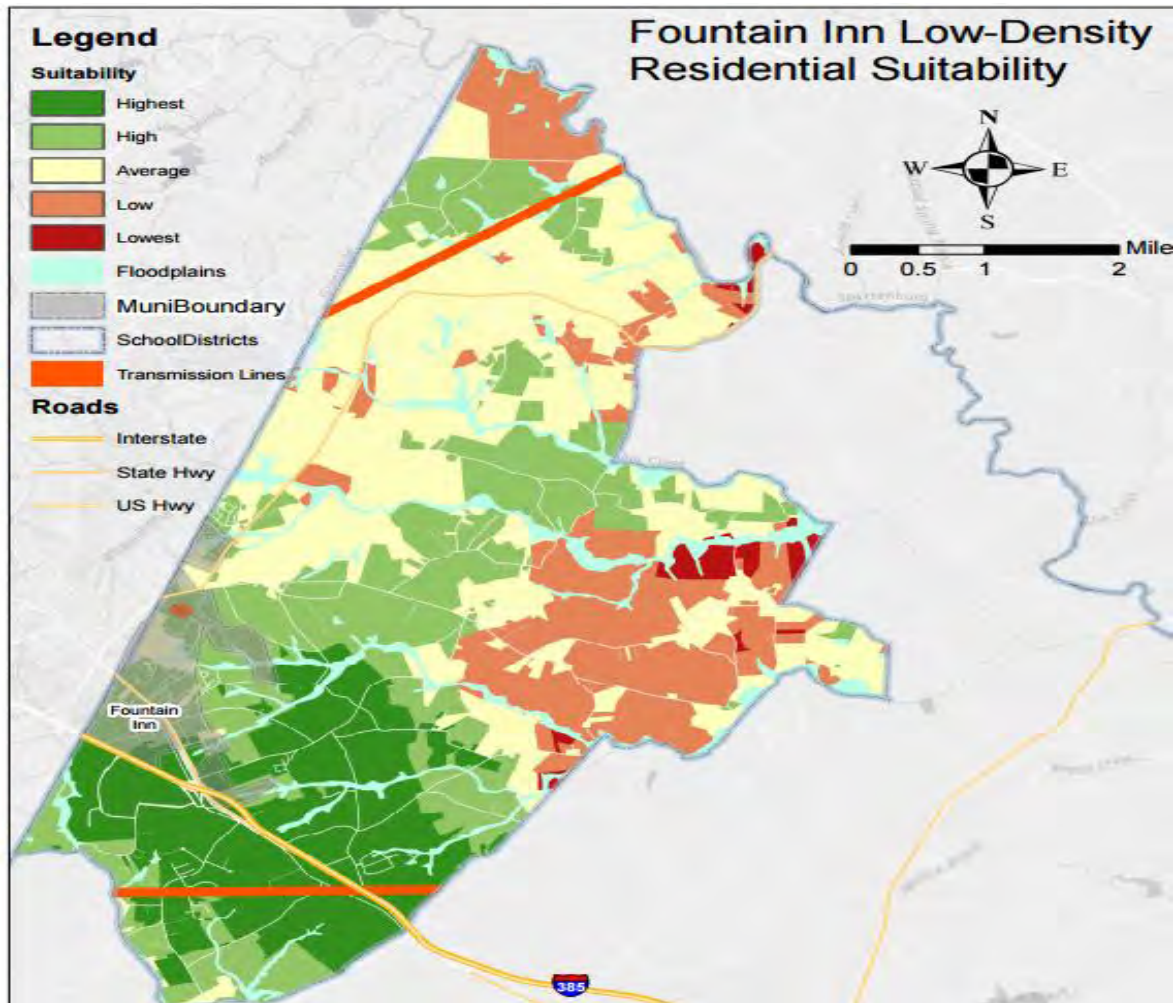 Fountain Inn Low-Density
Residential Suitability
Legend
Suitability
Highest
High
Average
Low
Lowest
Floodplains
MuniBoundary
SchoolDistricts
Transmission Lines
Roads
Interstate
State Hwy
US Hwy
N
W
E
S
Mile
0 0.5 1 2
Fountain
Inn
385